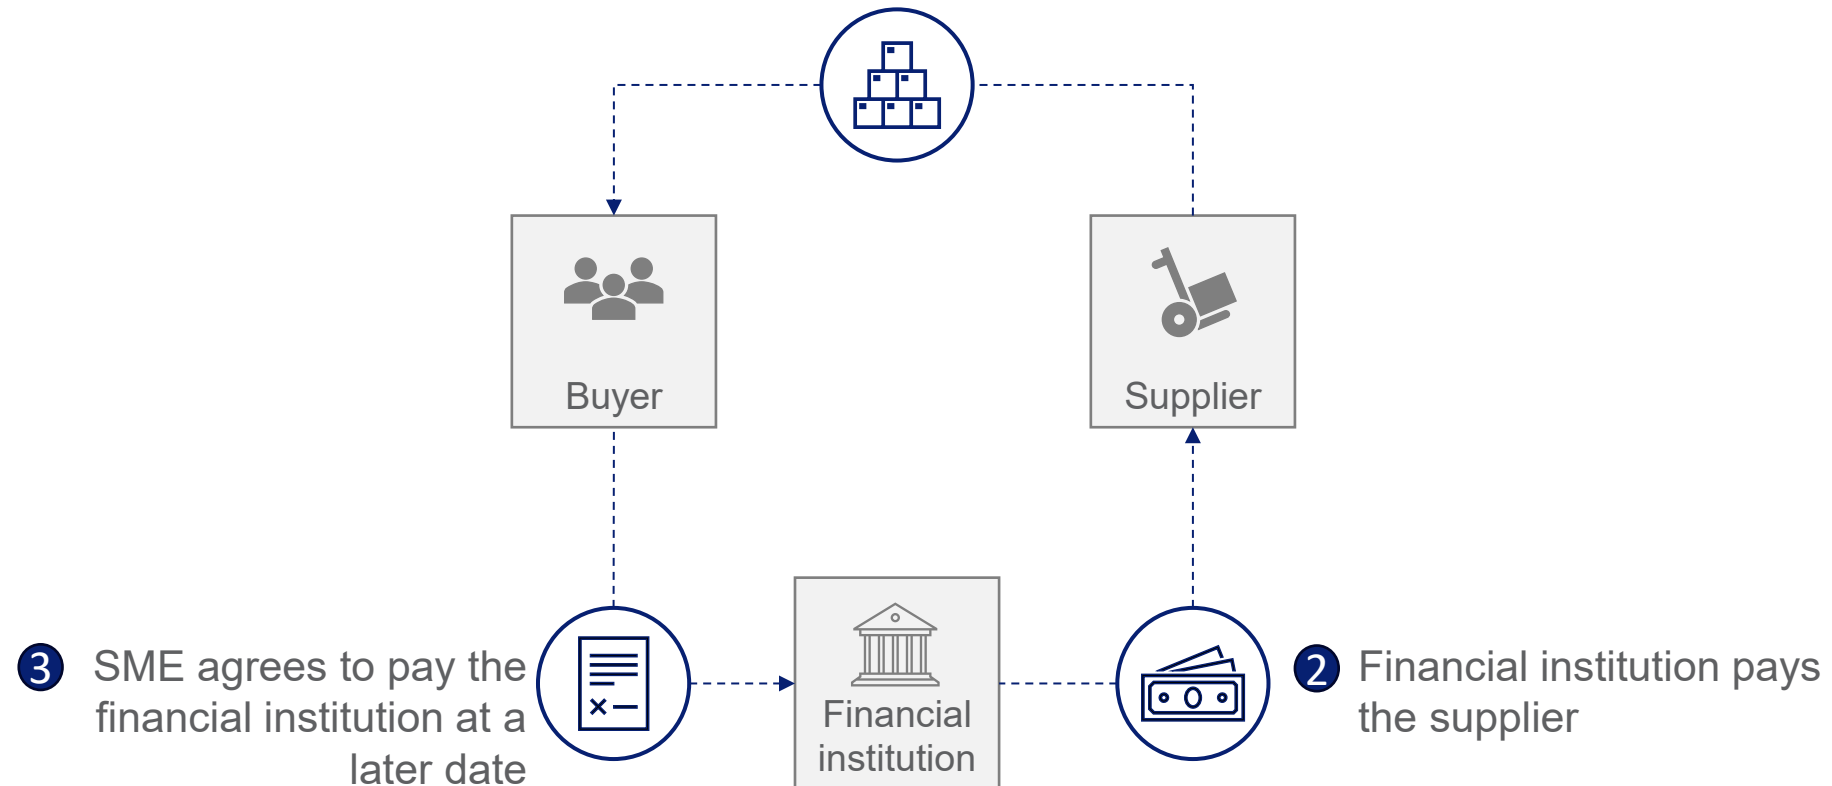 Buyer
Supplier
3
SME agrees to pay the
financial institution at a
later date
Financial
institution
2
Financial institution pays
the supplier